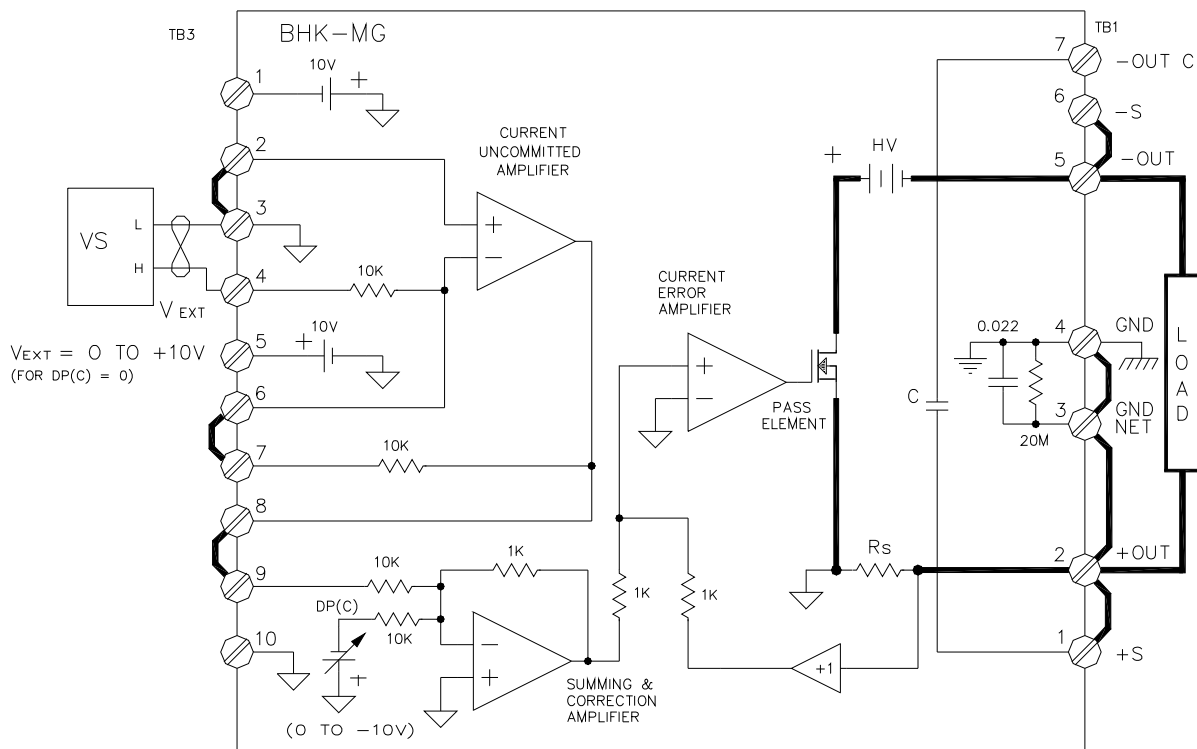 TB3
BHK-MG
TB1
1
10V
+
7
-OUT C
6
-S
2
CURRENT
UNCOMMITTED
AMPLIFIER
+
HV
5
-OUT
VS
L
H
3
+
-
4
10K
V EXT
CURRENT
ERROR
AMPLIFIER
5
+
10V
VEXT = 0 TO +10V
(FOR DP(C) = 0)
0.022
4
GND
LOAD
6
+
-
PASS
ELEMENT
C
3
GND
NET
20M
7
10K
8
1K
Rs
2
+OUT
9
10K
DP(C)
10K
1K
1K
10
-
+
+1
1
+S
+
SUMMING &
CORRECTION
AMPLIFIER
(0 TO -10V)